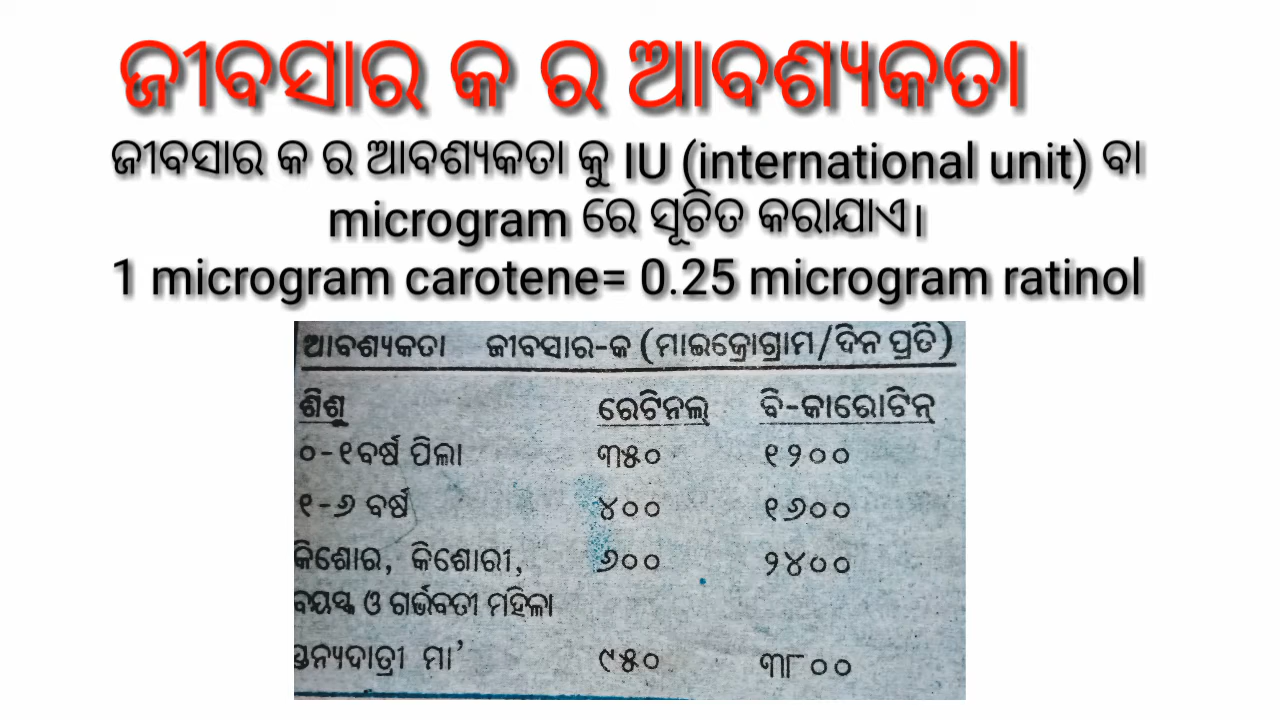 ଜୀବସାର କ ର ଆବଶ୍ୟକତା
ଜୀବସାର କ ର ଆବଶ୍ୟକତା କୁ IU (international unit) ବା
microgram ରେ ସୂଚିତ କରାଯାଏ।
1 microgram carotene= 0.25 microgram ratinol
ଆବଶ୍ୟକତା ଜୀବସାର-କ (ମାଇକ୍ରୋଗ୍ରାମ/ଦିନ ପ୍ରତି)
ଶିଶୁ ରେଟିନଲ୍ ବି-କାରୋଟିନ୍
୦-୧ବର୍ଷ ପିଲା ୩୫୦ ୧୨୦୦
୧-୬ ବର୍ଷ ୪୦୦ ୧୬୦୦
କିଶୋର, କିଶୋରୀ, ୬୦୦ ୨୪୦୦
ବୟସ୍କ ଓ ଗର୍ଭବତୀ ମହିଳା
ସ୍ତନ୍ୟଦାତ୍ରୀ ମା' ୯୫୦ ୩୮୦୦